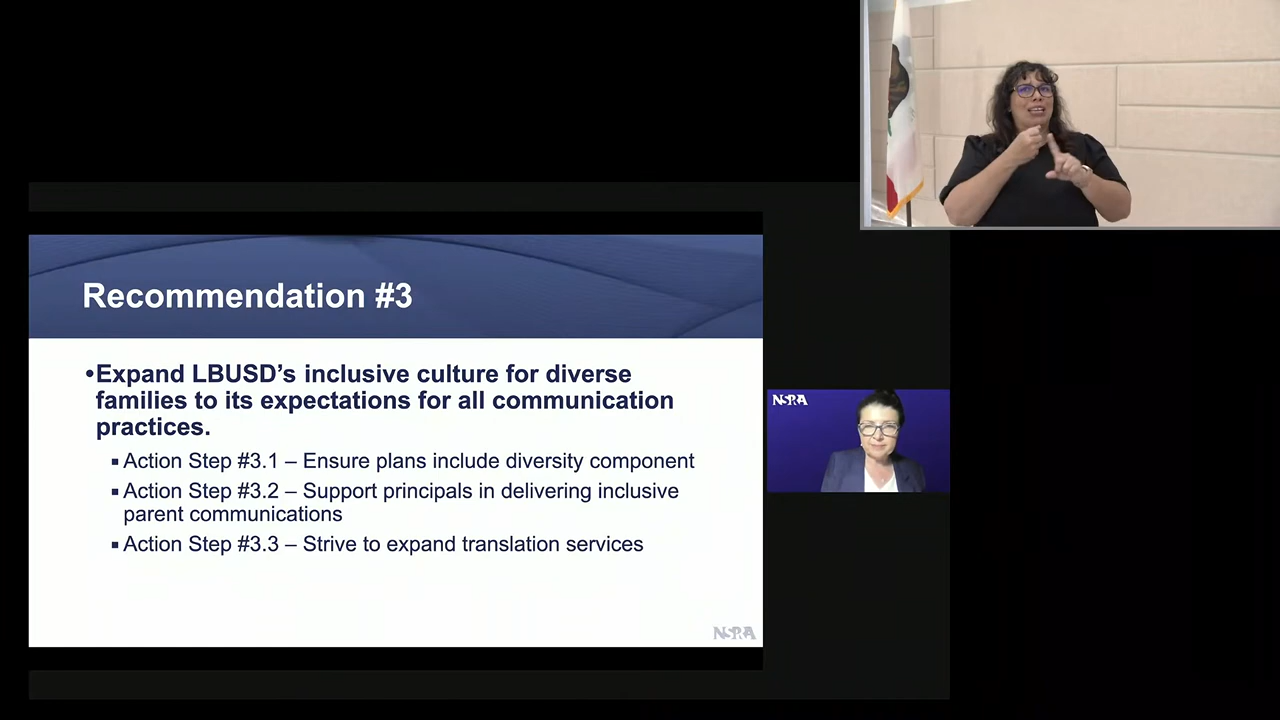 Recommendation #3
•Expand LBUSD’s inclusive culture for diverse
families to its expectations for all communication
practices.
▪Action Step #3.1 – Ensure plans include diversity component
▪Action Step #3.2 – Support principals in delivering inclusive
parent communications
▪Action Step #3.3 – Strive to expand translation services
NSPRA
NSPRA